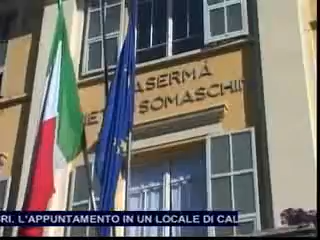 ASERMA
SOMASCHI
RI. L'APPUNTAMENTO IN UN LOCALE DI CAL